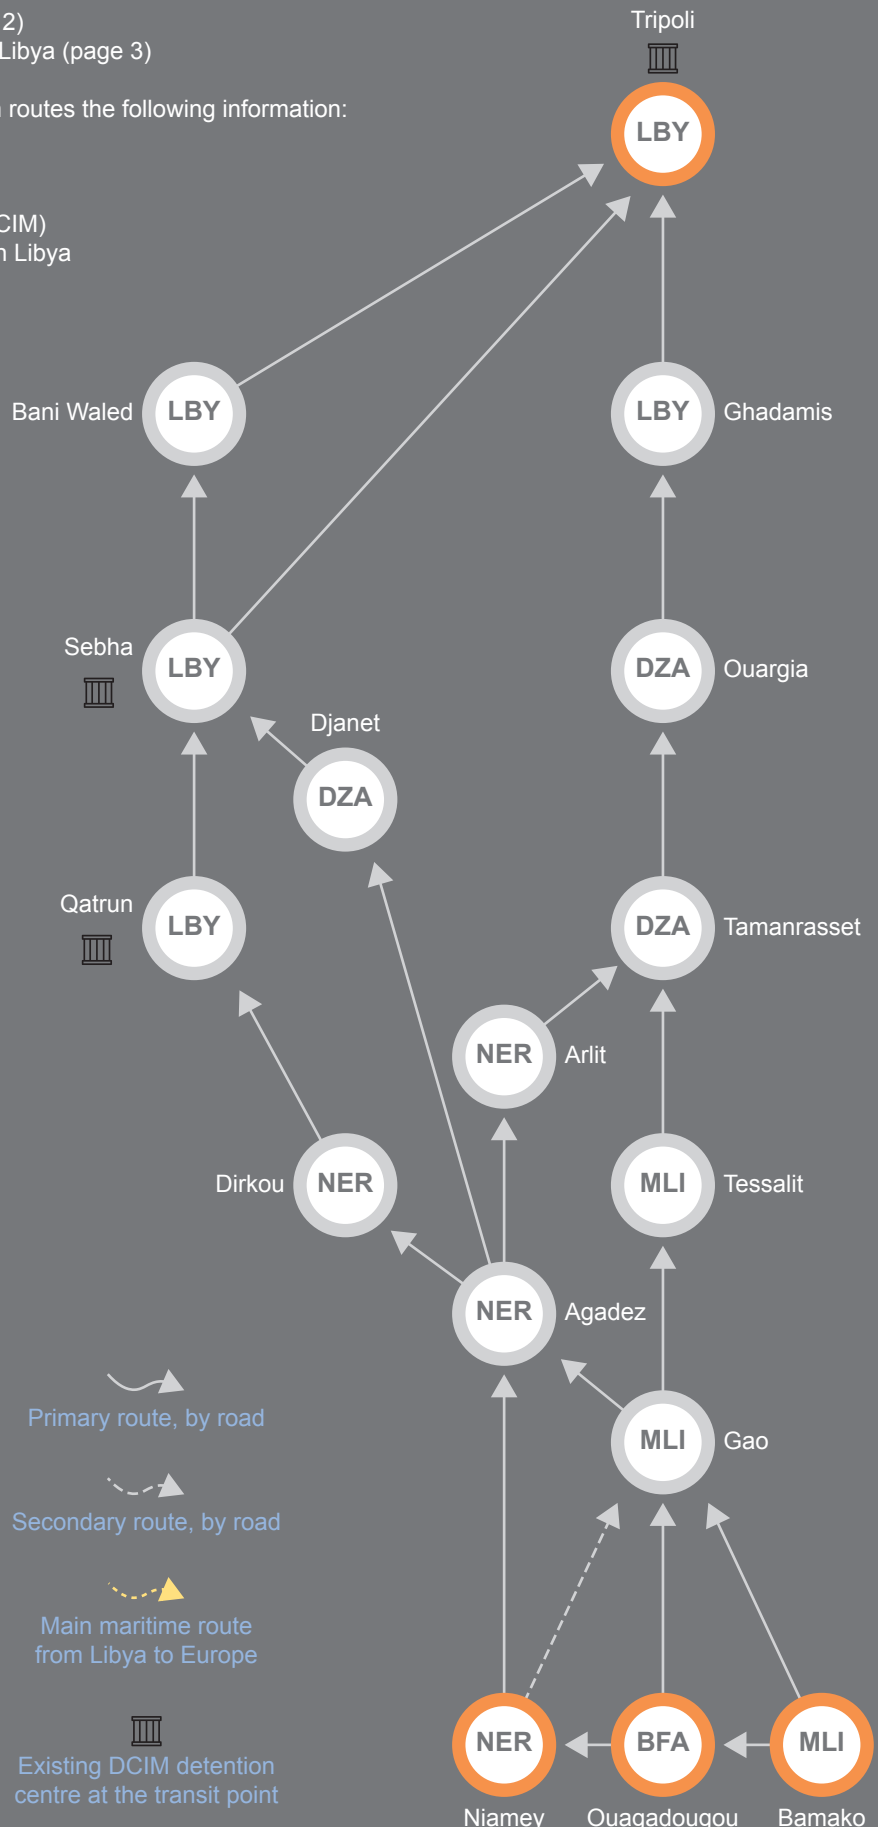 2)
Libya (page 3)
routes the following information:
CIM)
Libya
Tripoli
LBY
Bani Waled
LBY
LBY
Ghadamis
Sebha
LBY
DZA
Ouargia
Djanet
DZA
Qatrun
LBY
DZA
Tamanrasset
NER
Arlit
Dirkou
NER
MLI
Tessalit
NER
Agadez
Primary route, by road
MLI
Gao
Secondary route, by road
Main maritime route
from Libya to Europe
Existing DCIM detention
centre at the transit point
NER
BFA
MLI
Niamey
Ouagadougou
Bamako